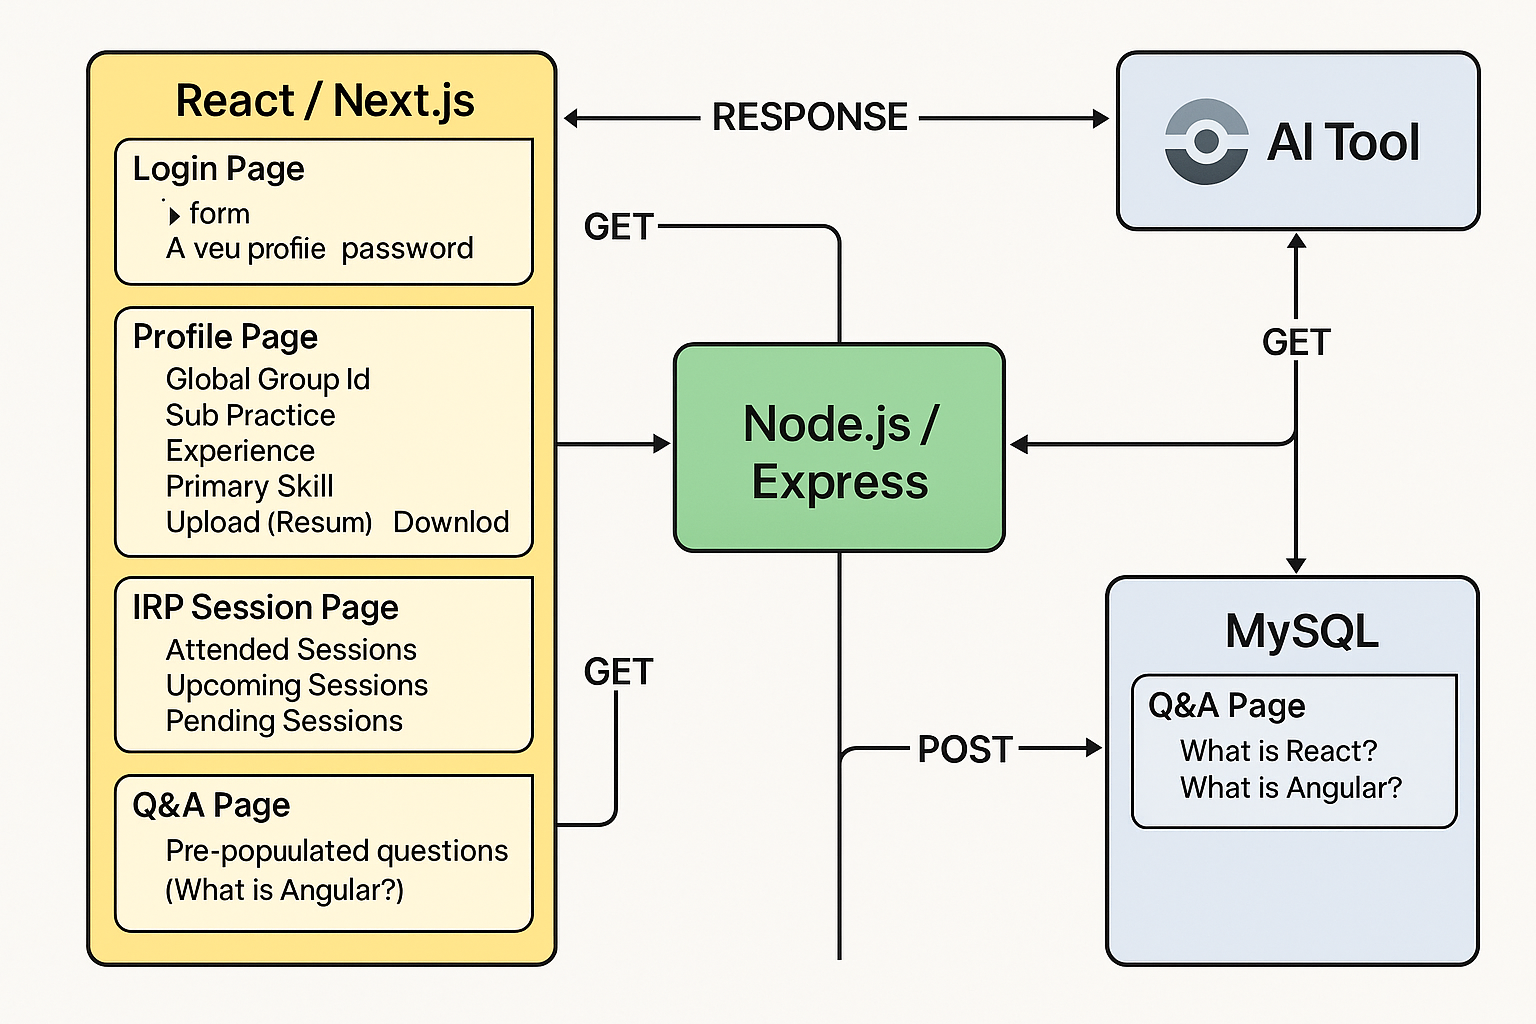 React / Next.js
Login Page
form
A veu profiie password
Profile Page
Global Group Id
Sub Practice
Experience
Primary Skill
Upload (Resum) Downlod
IRP Session Page
Attended Sessions
Upcoming Sessions
Pending Sessions
Q&A Page
Pre-popuulated questions
(What is Angular?)
RESPONSE
GET
Node.js /
Express
GET
POST
AI Tool
GET
MySQL
Q&A Page
What is React?
What is Angular?